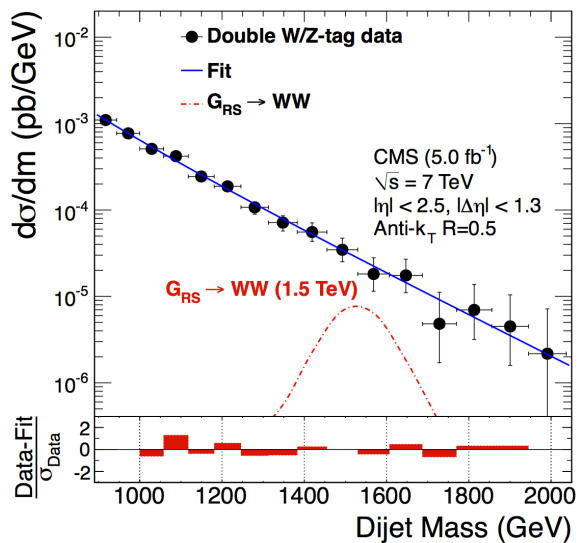 dσ/dm (pb/GeV)
10⁻²
10⁻³
10⁻⁴
10⁻⁵
10⁻⁶
Double W/Z-tag data
Fit
G_RS → WW
CMS (5.0 fb⁻¹)
√s = 7 TeV
|η| < 2.5, |Δη| < 1.3
Anti-k_T R=0.5
G_RS → WW (1.5 TeV)
Data-Fit
σ_Data
2
0
-2
1000 1200 1400 1600 1800 2000
Dijet Mass (GeV)